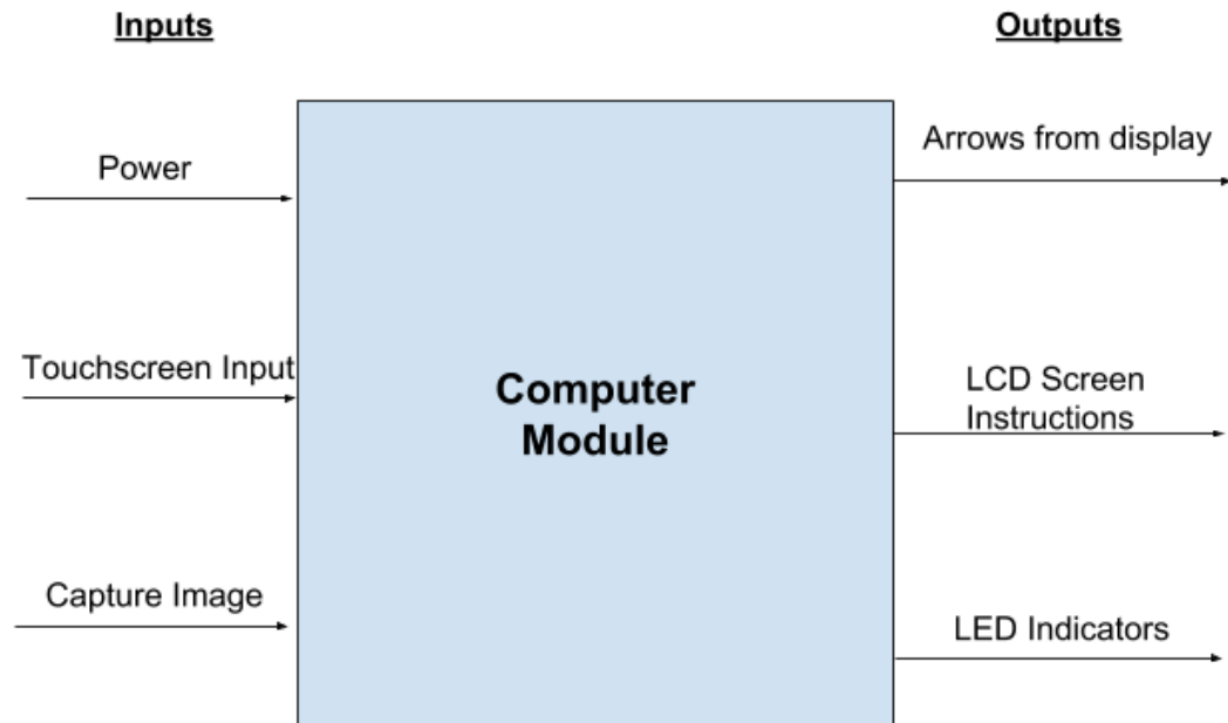 Inputs
Outputs
Power
Arrows from display
Touchscreen Input
Computer
Module
LCD Screen
Instructions
Capture Image
LED Indicators